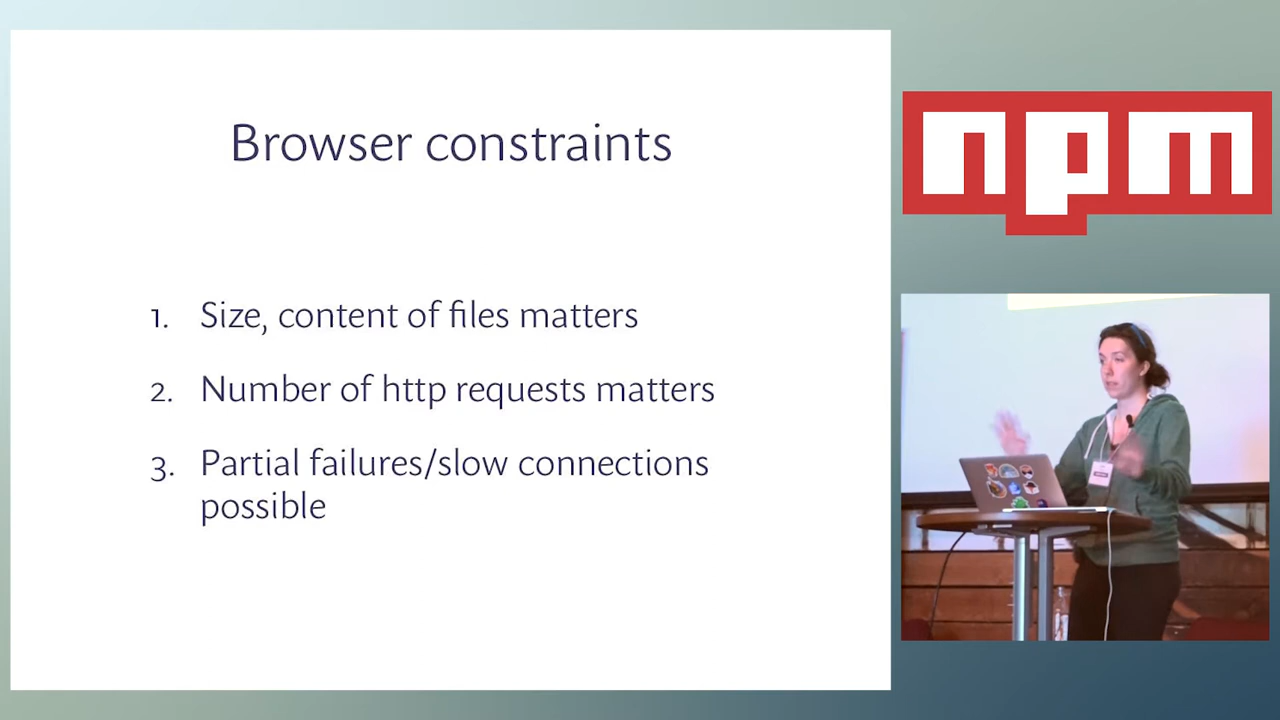 Browser constraints
1. Size, content of files matters
2. Number of http requests matters
3. Partial failures/slow connections
possible
npm